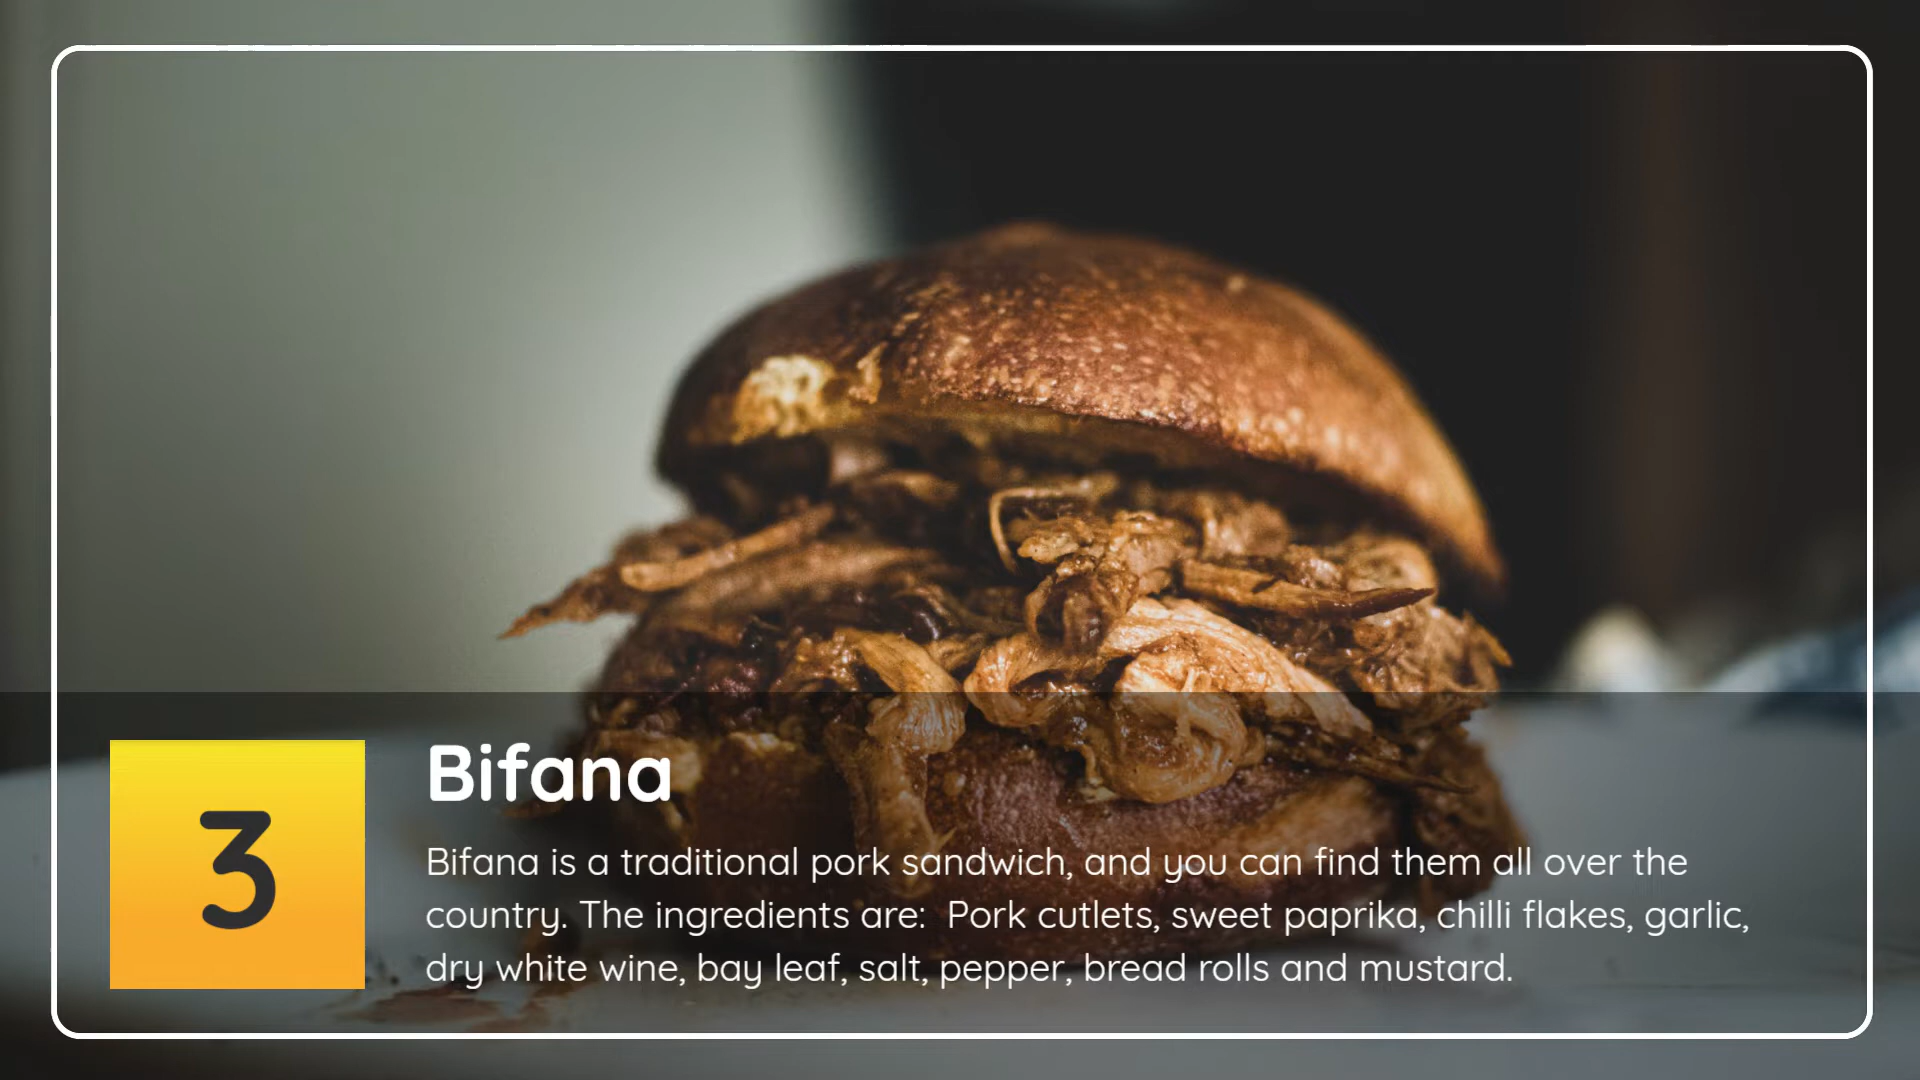 3
Bifana
Bifana is a traditional pork sandwich, and you can find them all over the
country. The ingredients are:  Pork cutlets, sweet paprika, chilli flakes, garlic,
dry white wine, bay leaf, salt, pepper, bread rolls and mustard.